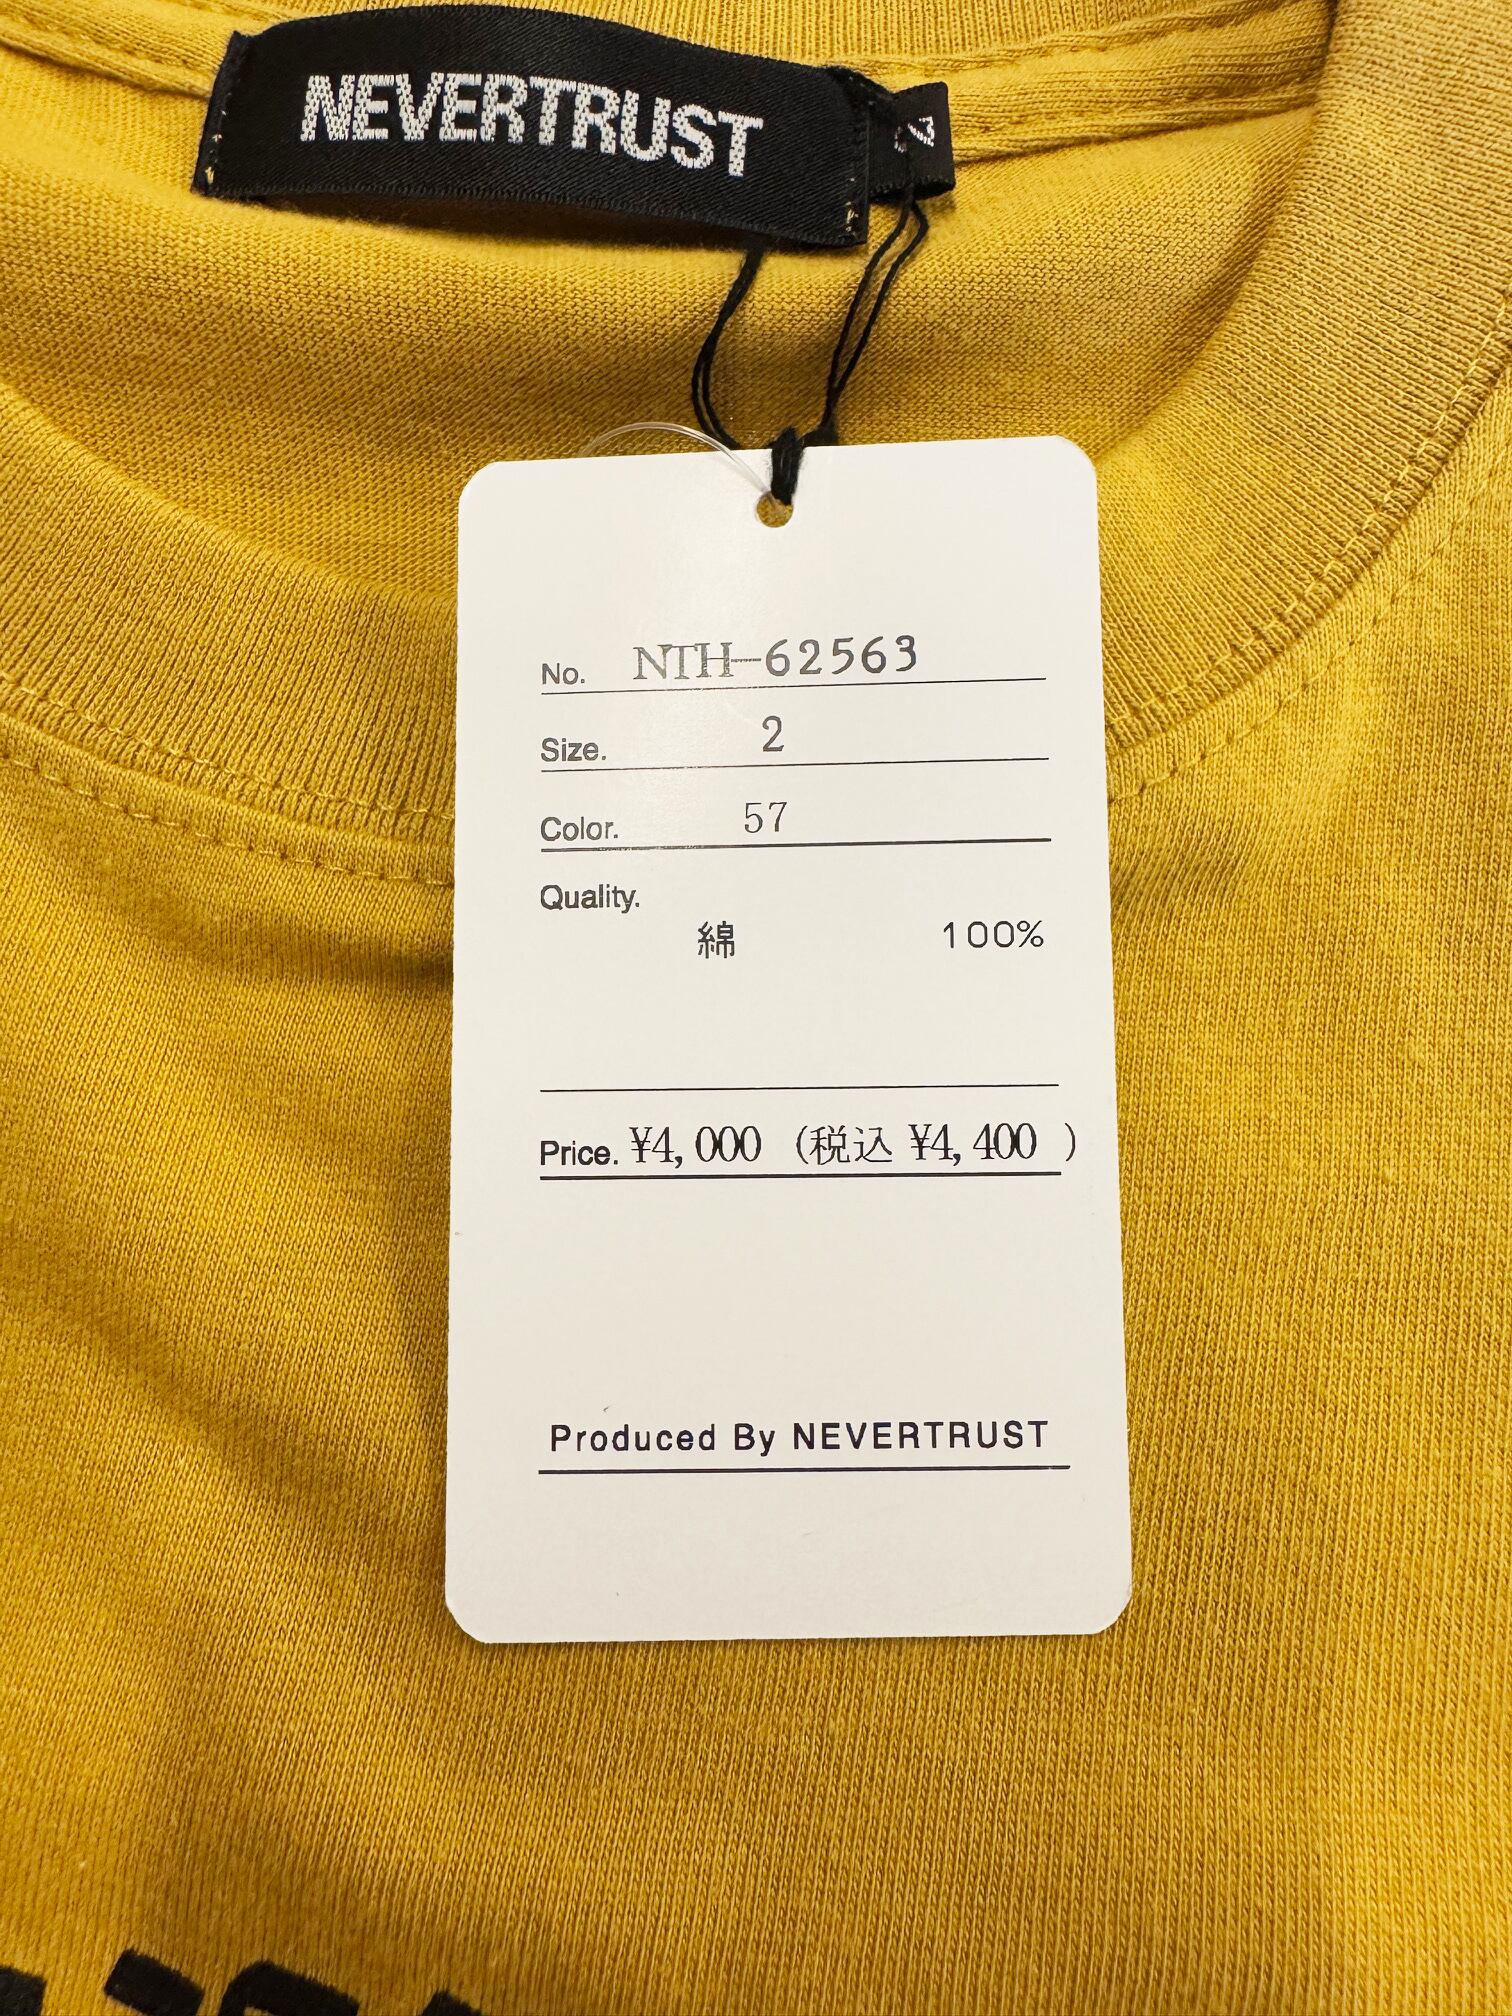 NEVERTRUST
2
No. NTH-62563
Size. 2
Color. 57
Quality.
綿 100%
Price. ¥4,000 (税込 ¥4,400 )
Produced By NEVERTRUST